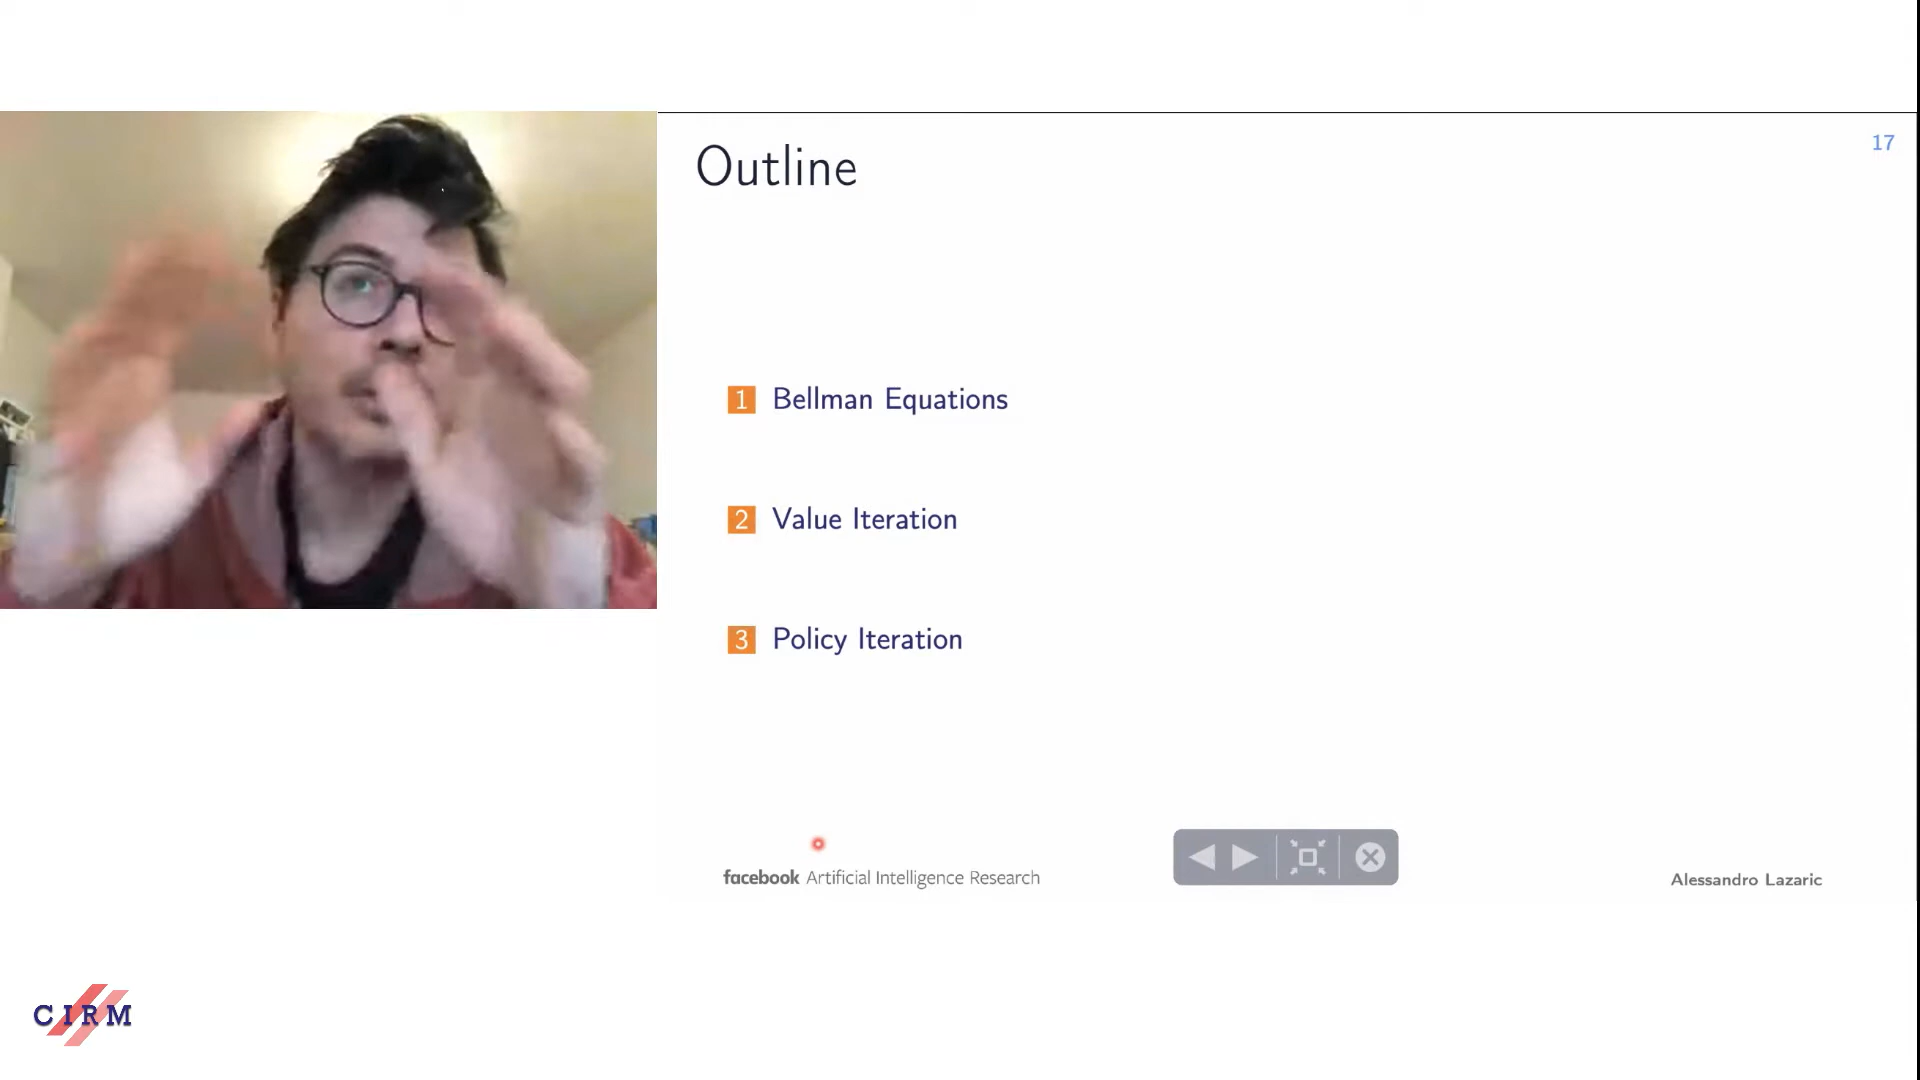 17
Outline
1 Bellman Equations
2 Value Iteration
3 Policy Iteration
facebook Artificial Intelligence Research
Alessandro Lazaric
CIRM